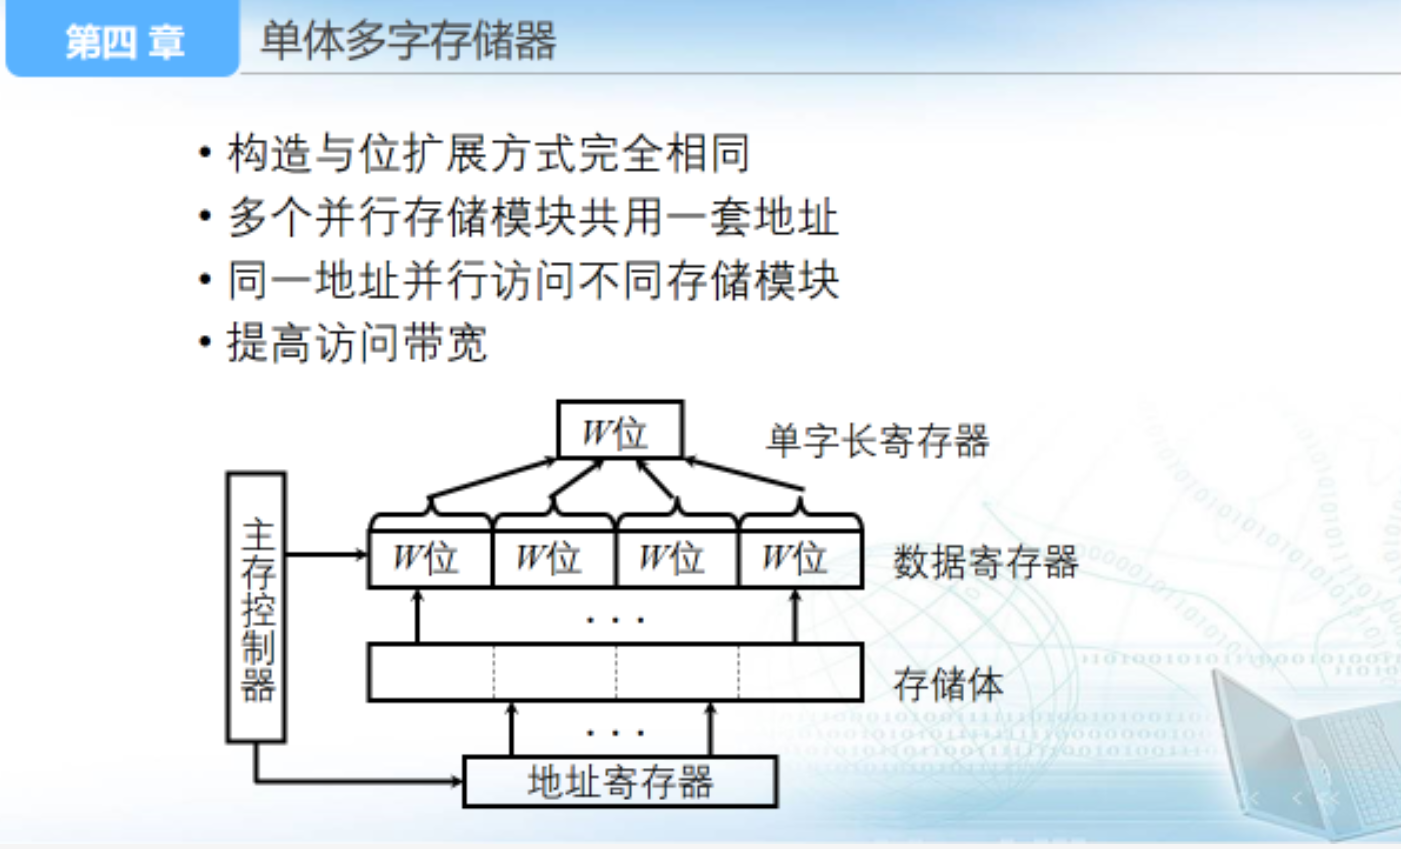 第四章 单体多字存储器
• 构造与位扩展方式完全相同
• 多个并行存储模块共用一套地址
• 同一地址并行访问不同存储模块
• 提高访问带宽
W位 单字长寄存器
主存控制器
W位 W位 W位 W位 数据寄存器
. . .
存储体
. . .
地址寄存器